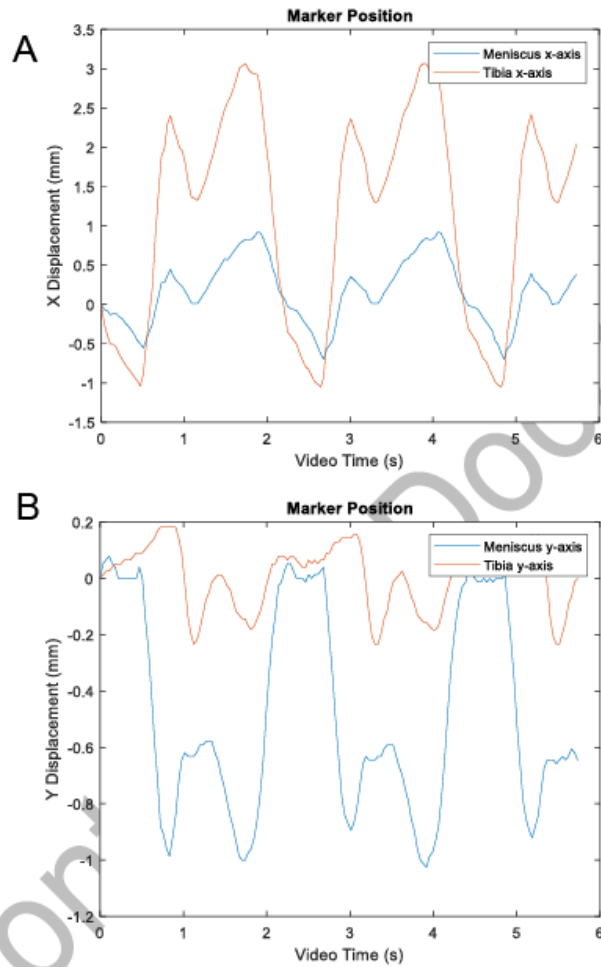 A
Marker Position
Meniscus x-axis
Tibia x-axis
3.5
3
2.5
2
1.5
1
0.5
0
-0.5
-1
-1.5
X Displacement (mm)
0 1 2 3 4 5 6
Video Time (s)
B
Marker Position
Meniscus y-axis
Tibia y-axis
0.2
0
-0.2
-0.4
-0.6
-0.8
-1
-1.2
Y Displacement (mm)
0 1 2 3 4 5 6
Video Time (s)